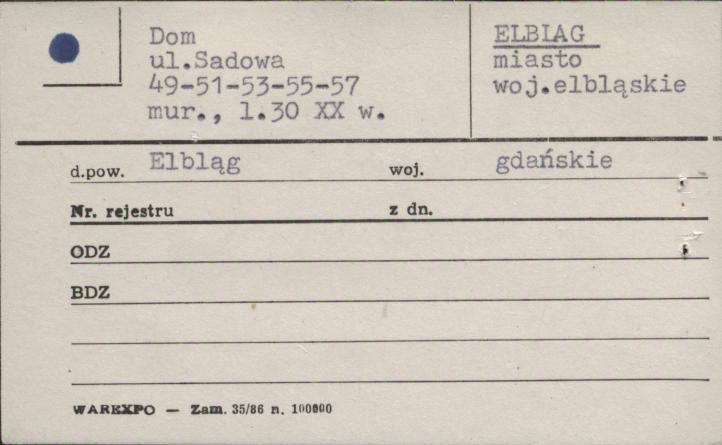 Dom
ul.Sadowa
49-51-53-55-57
mur., l.30 XX w.
ELBIAG
miasto
woj.elbląskie
d.pow. Elbląg woj. gdańskie
Nr. rejestru z dn.
ODZ
BDZ
WAREXPO — Zam. 35/86 n. 100000